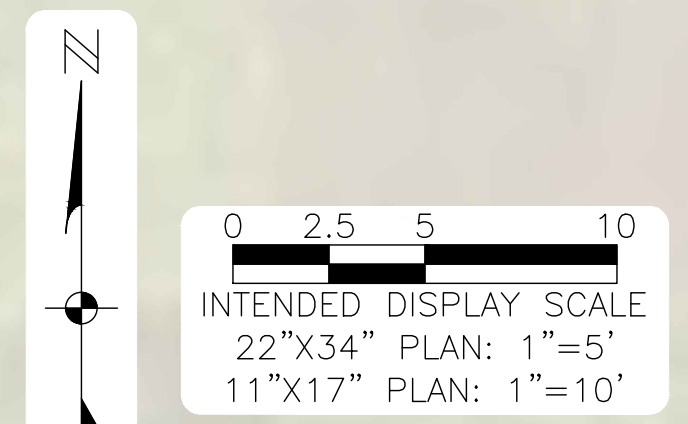 N
0 2.5 5 10
INTENDED DISPLAY SCALE
22”X34” PLAN: 1”=5’
11”X17” PLAN: 1”=10’